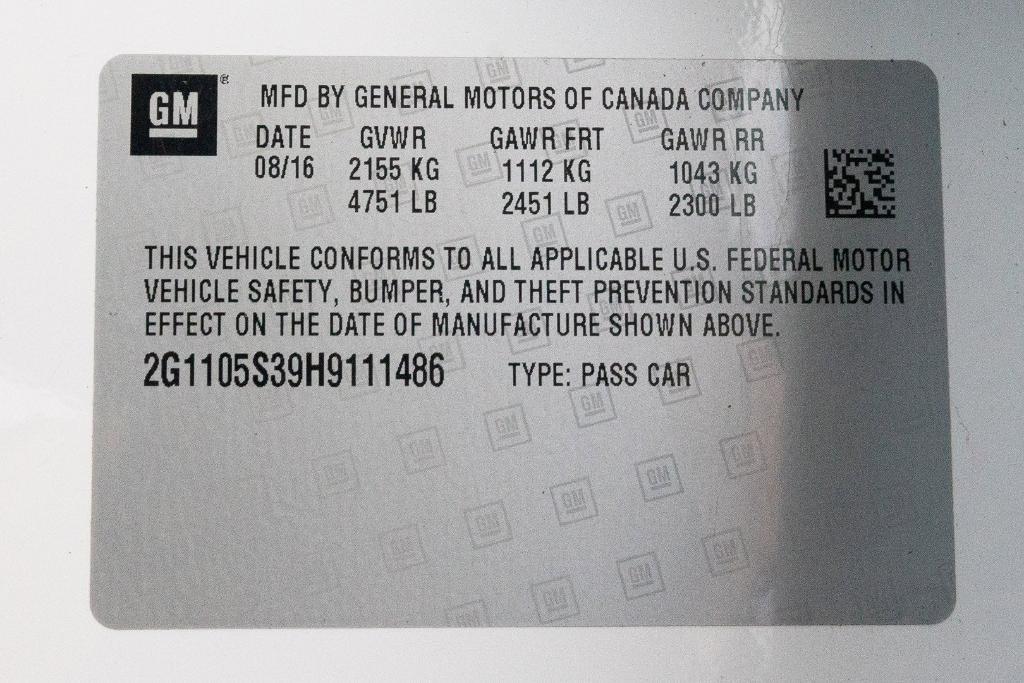 GM®
MFD BY GENERAL MOTORS OF CANADA COMPANY
DATE GVWR GAWR FRT GAWR RR
08/16 2155 KG 1112 KG 1043 KG
4751 LB 2451 LB 2300 LB
THIS VEHICLE CONFORMS TO ALL APPLICABLE U.S. FEDERAL MOTOR
VEHICLE SAFETY, BUMPER, AND THEFT PREVENTION STANDARDS IN
EFFECT ON THE DATE OF MANUFACTURE SHOWN ABOVE.
2G1105S39H9111486 TYPE: PASS CAR